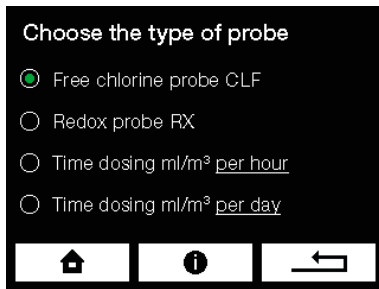 Choose the type of probe
Free chlorine probe CLF
Redox probe RX
Time dosing ml/m³ per hour
Time dosing ml/m³ per day